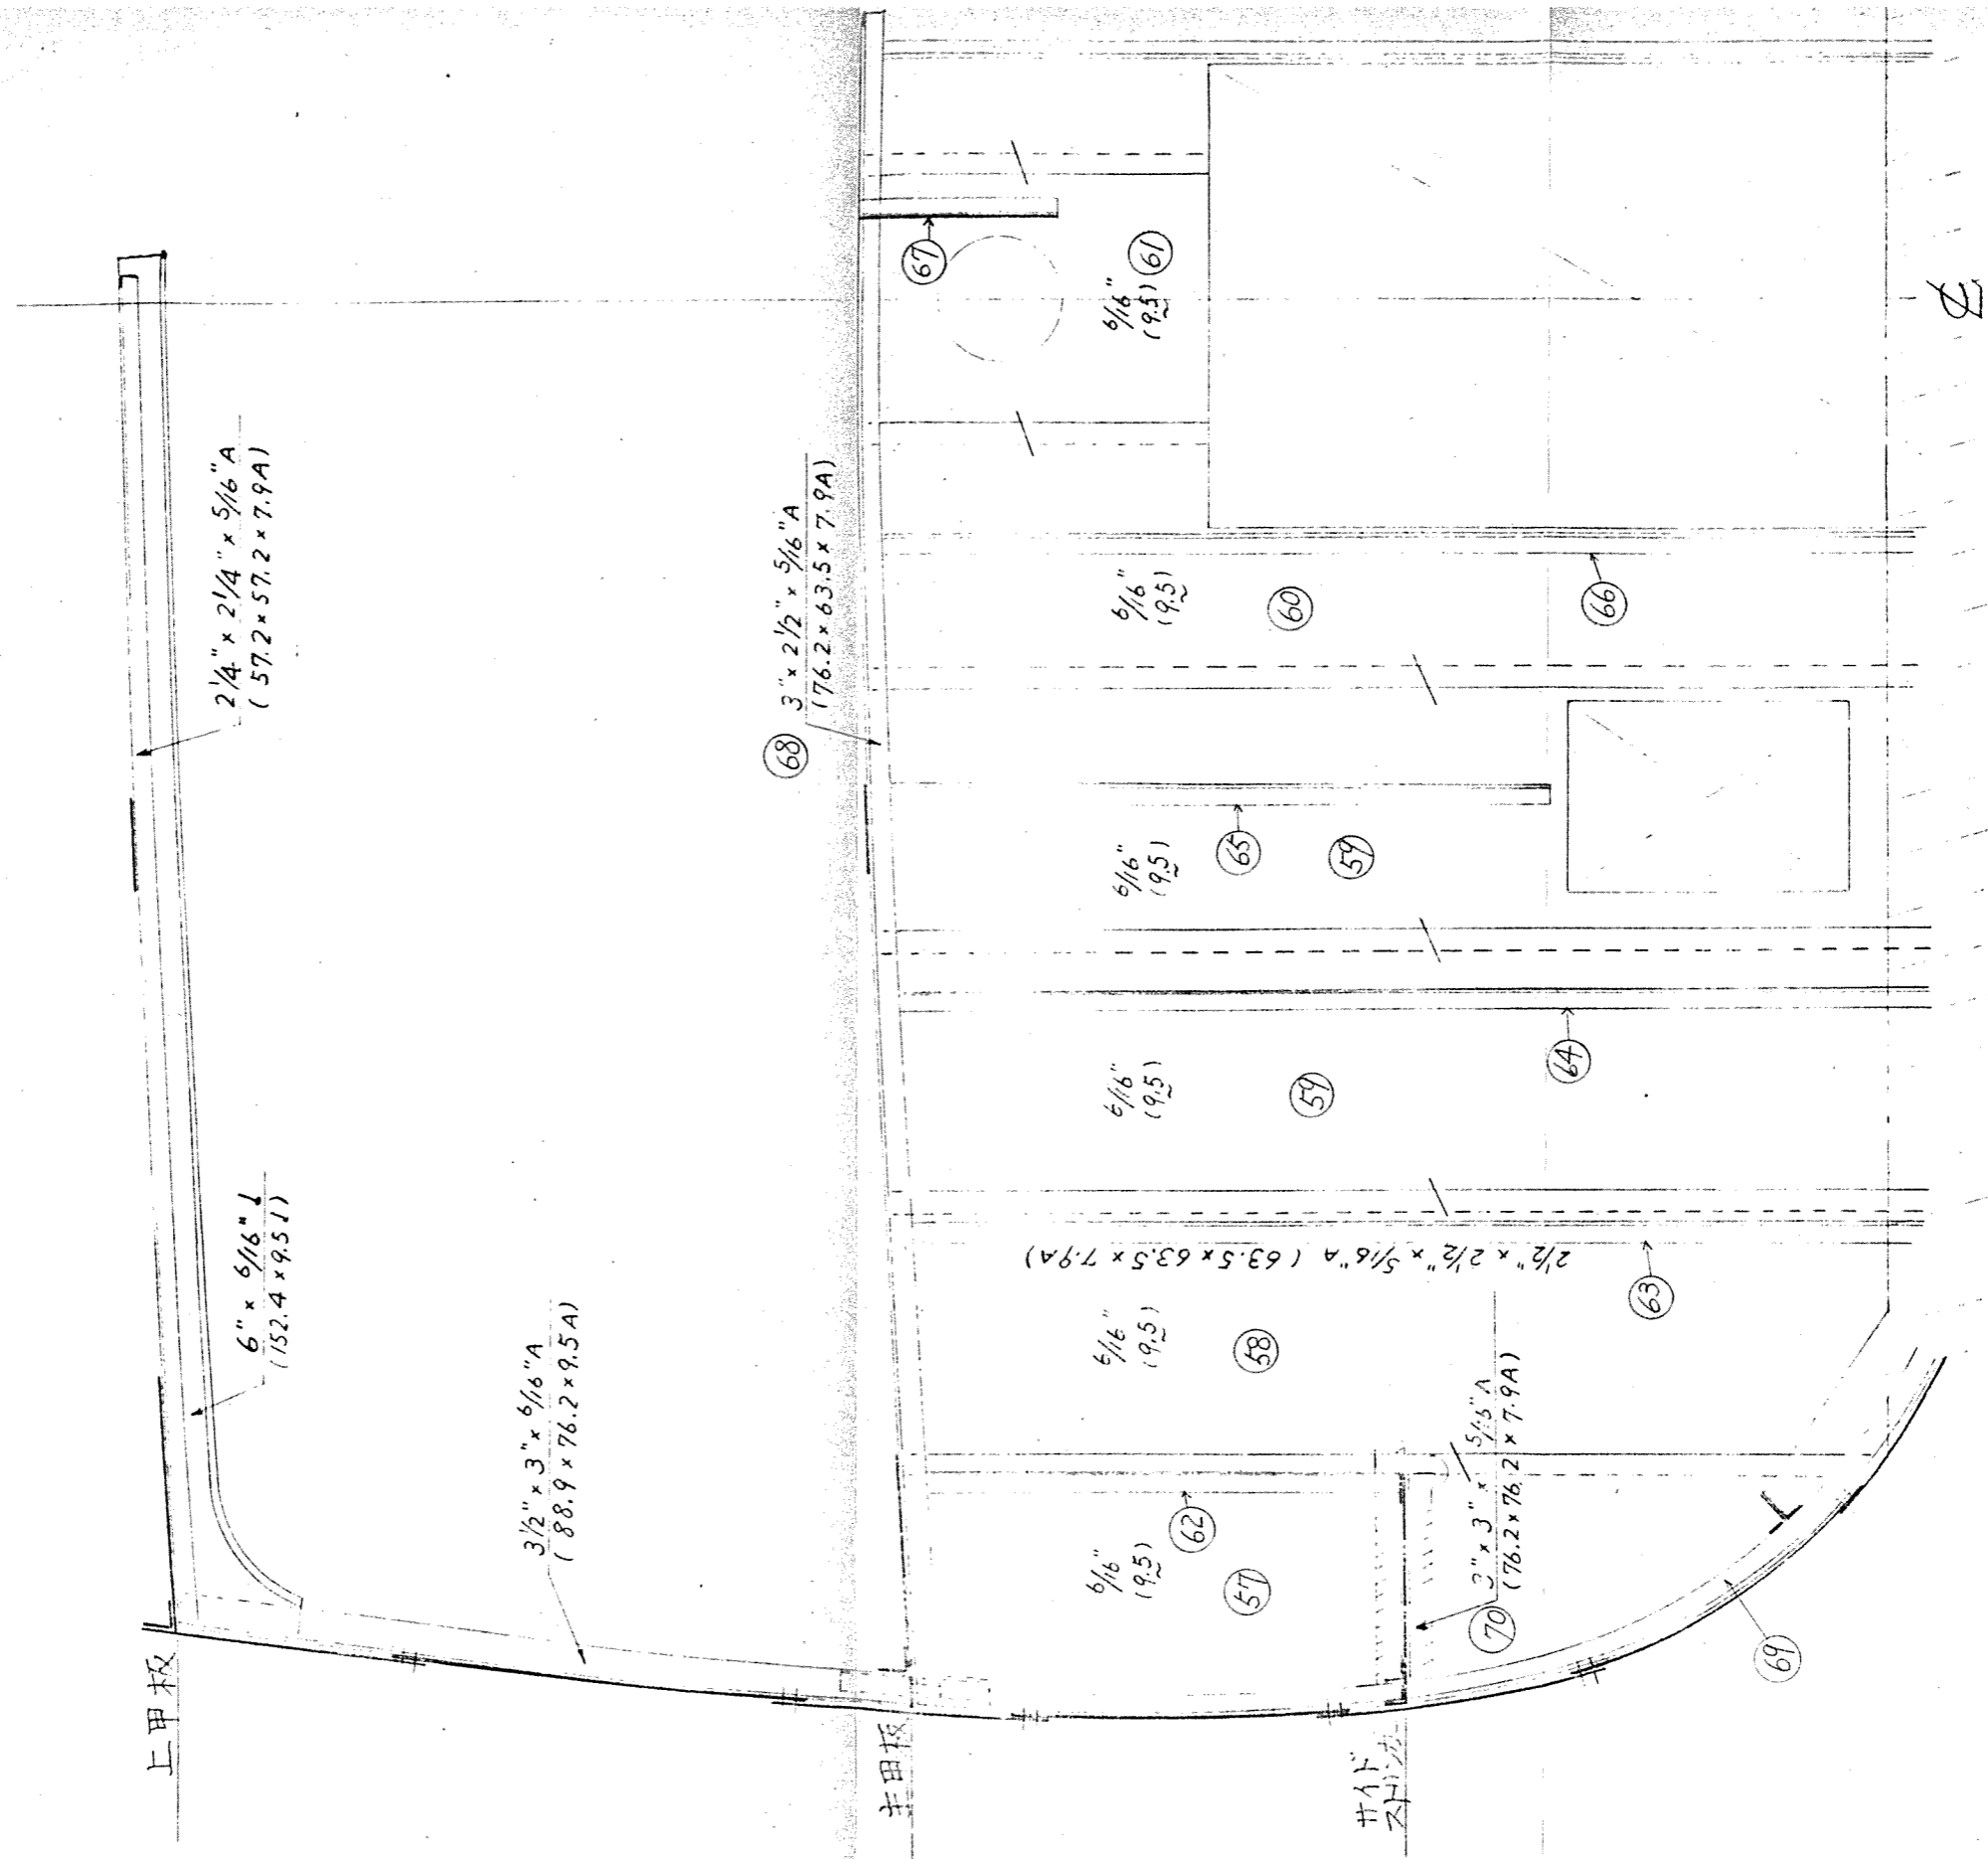 上甲板
6" × 6/16"
(152.4 × 9.5
2 1/4" × 2 1/4" × 5/16" A
(57.2 × 57.2 × 7.9A)
3 1/2" × 3" × 6/16" A
(88.9 × 76.2 × 9.5A)
主甲板
68
3" × 2 1/2" × 5/16" A
(76.2 × 63.5 × 7.9A)
67
6/16"
(9.5)
57
62
6/16"
(9.5)
58
6/16"
(9.5)
59
6/16"
(9.5)
59
65
6/16"
(9.5)
60
6/16"
(9.5)
61
2 1/2" × 2 1/2" × 5/16" A (63.5 × 63.5 × 7.9A)
サイド
ストリンガ
70
3" × 3" × 5/16" A
(76.2 × 76.2 × 7.9A)
63
64
66
69